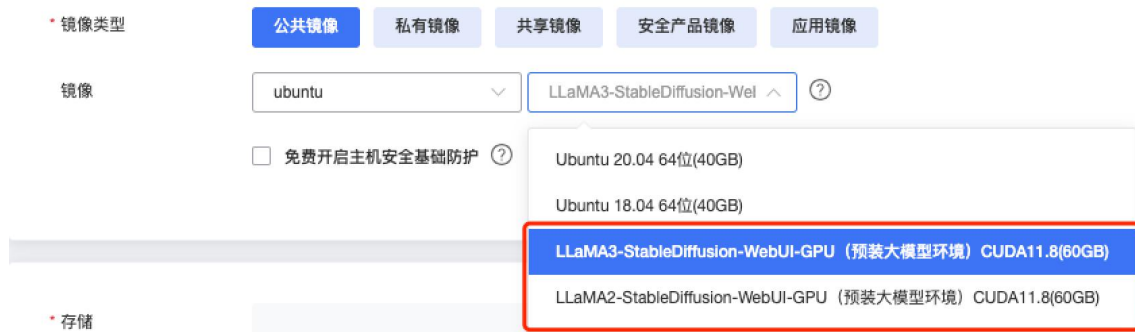 * 镜像类型 公共镜像 私有镜像 共享镜像 安全产品镜像 应用镜像
镜像 ubuntu LLaMA3-StableDiffusion-Wel ?
免费开启主机安全基础防护 ?
Ubuntu 20.04 64位(40GB)
Ubuntu 18.04 64位(40GB)
LLaMA3-StableDiffusion-WebUI-GPU（预装大模型环境）CUDA11.8(60GB)
LLaMA2-StableDiffusion-WebUI-GPU（预装大模型环境）CUDA11.8(60GB)
* 存储